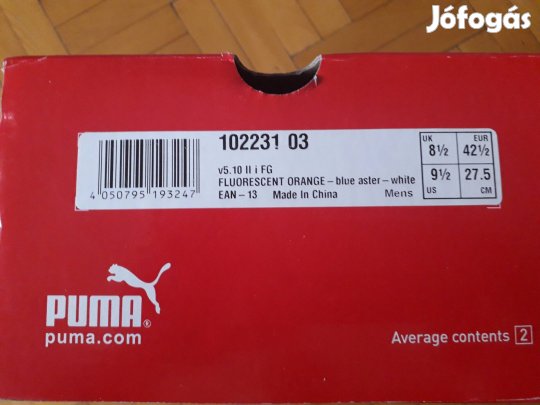 Jófogás
102231 03
v5.10 II i FG
FLUORESCENT ORANGE – blue aster – white
EAN – 13 Made In China Mens
4 050795 193247
UK EUR
8½ 42½
9½ 27.5
US CM
PUMA®
puma.com
Average contents 2